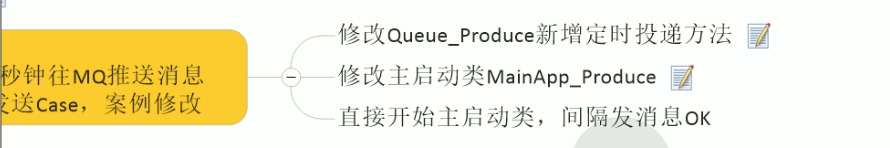 秒钟往MQ推送消息
发送Case，案例修改
修改Queue_Produce新增定时投递方法
修改主启动类MainApp_Produce
直接开始主启动类，间隔发消息OK